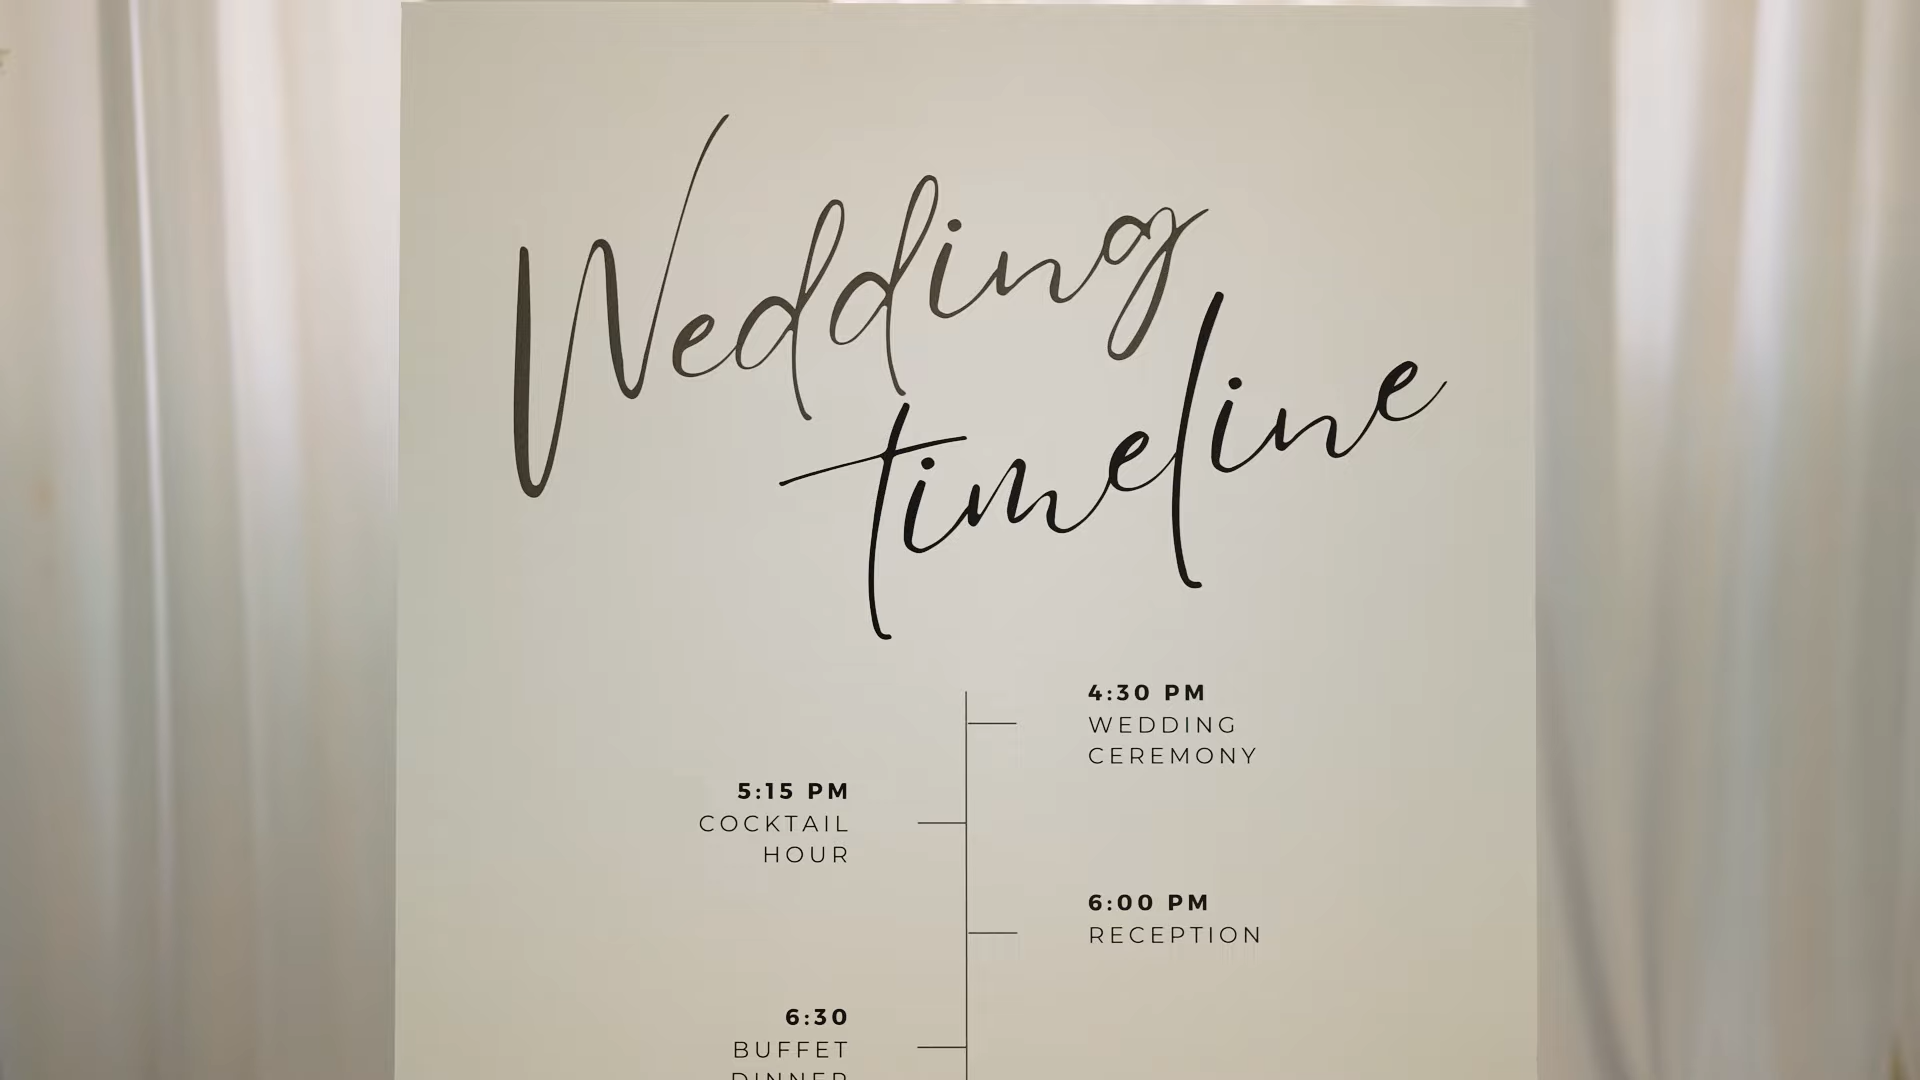 Wedding
timeline
4:30 PM
WEDDING
CEREMONY
5:15 PM
COCKTAIL
HOUR
6:00 PM
RECEPTION
6:30
BUFFET
DINNER